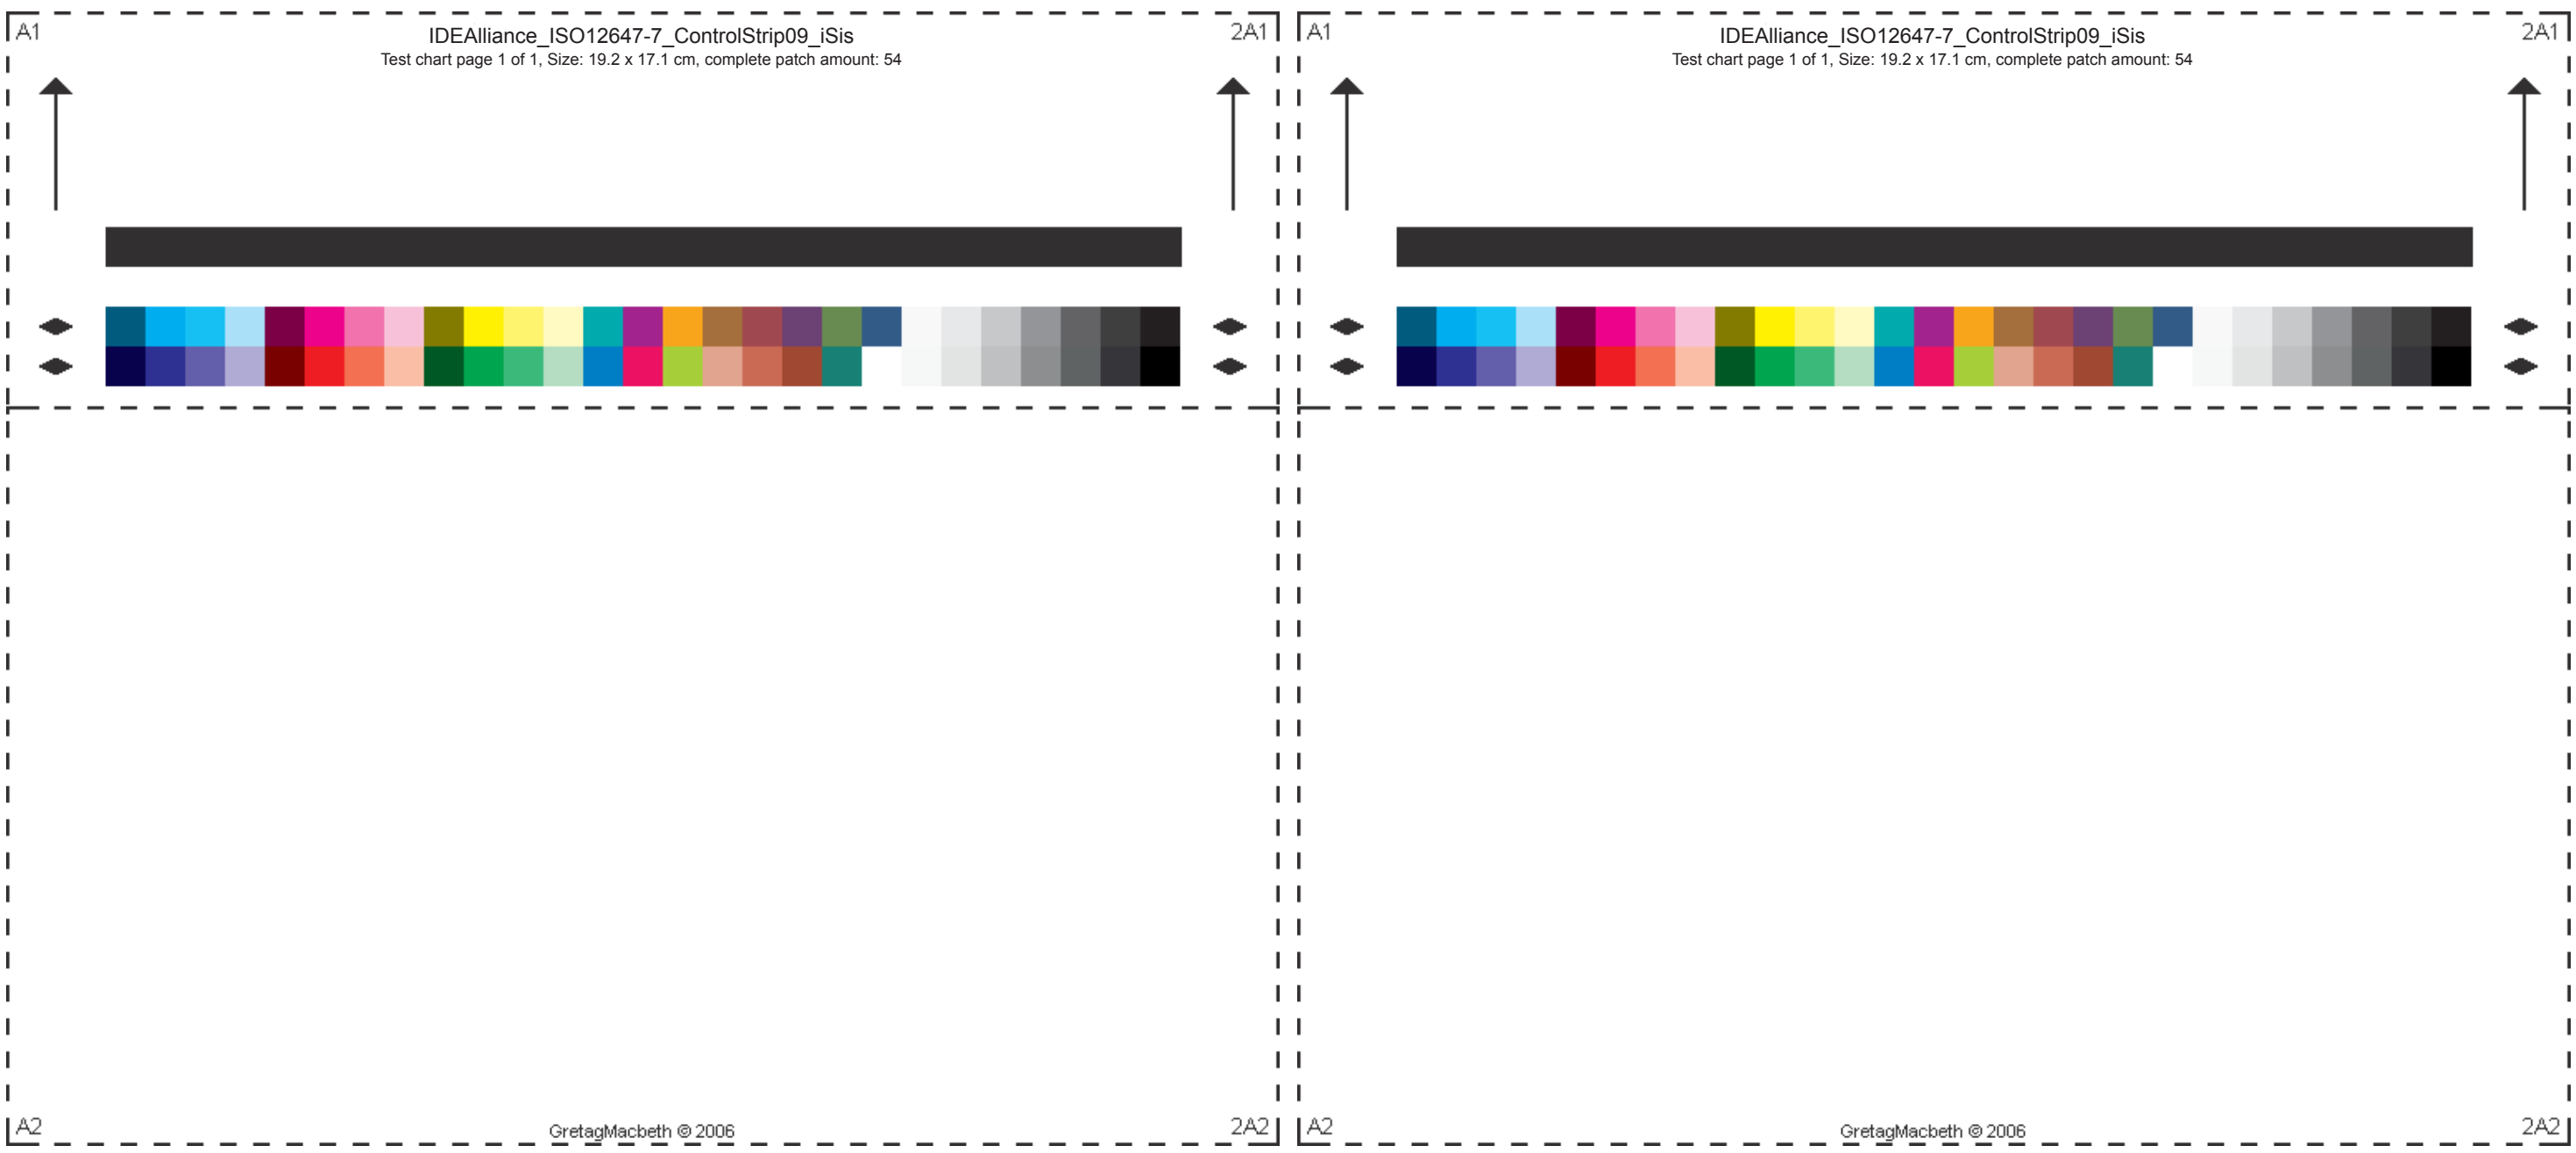 A1
IDEAlliance_ISO12647-7_ControlStrip09_iSis
2A1
Test chart page 1 of 1, Size: 19.2 x 17.1 cm, complete patch amount: 54
A2
GretagMacbeth © 2006
2A2
A1
IDEAlliance_ISO12647-7_ControlStrip09_iSis
2A1
Test chart page 1 of 1, Size: 19.2 x 17.1 cm, complete patch amount: 54
A2
GretagMacbeth © 2006
2A2